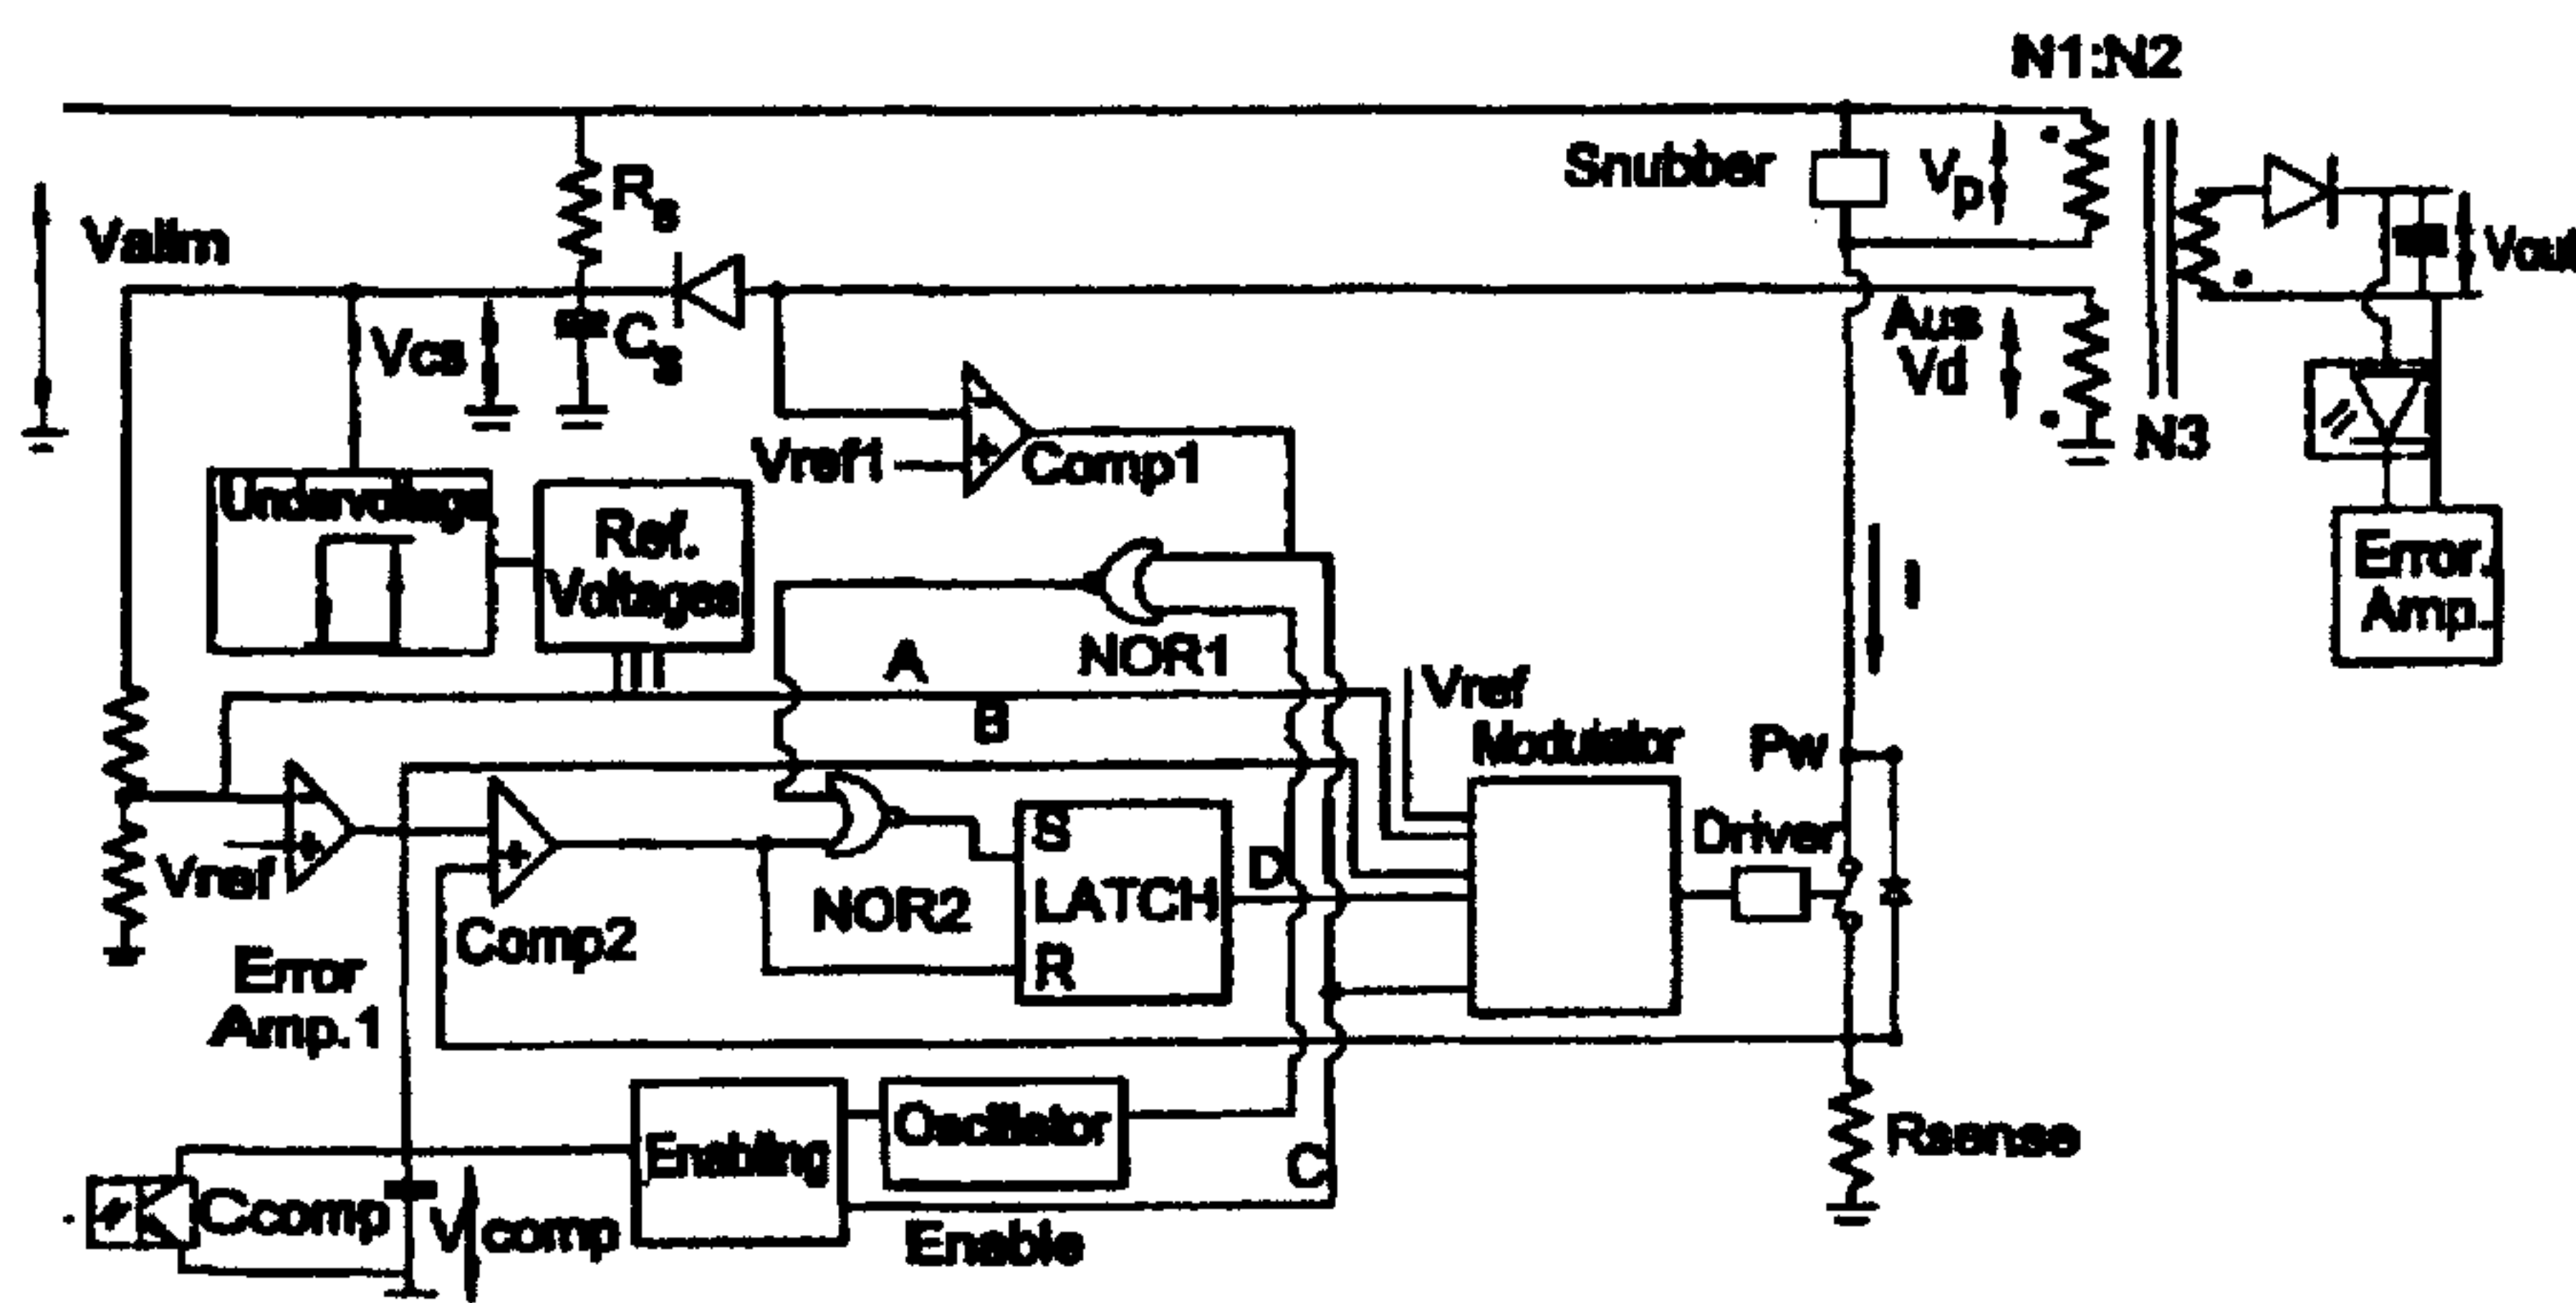 N1:N2
Valim
Rs
Snubber
Vp
Vout
Vcs
Cs
Aus
Vd
N3
Vref1
-
+
Comp1
Undervoltage
Ref.
Voltages
Error.
Amp.
I
NOR1
A
B
Vref
Modulator
Pw
Driver
-
+
Vref
Error
Amp.1
+
Comp2
NOR2
S
LATCH
R
D
Enabling
Oscillator
C
Enable
Rsense
Ccomp
Vcomp